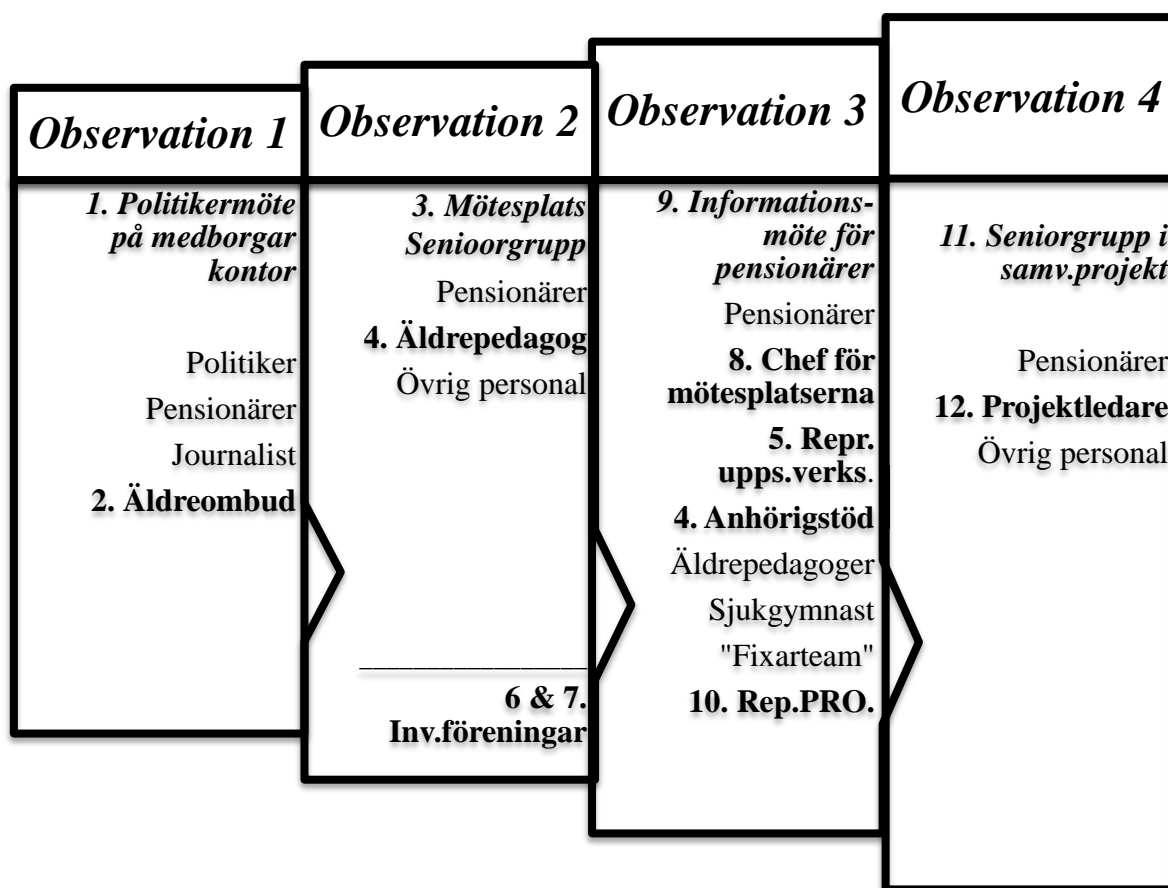 Observation 1
1. Politikermöte
på medborgar
kontor
Politiker
Pensionärer
Journalist
2. Äldreombud
Observation 2
3. Mötesplats
Senioorgrupp
Pensionärer
4. Äldrepedagog
Övrig personal
__________________
6 & 7.
Inv.föreningar
Observation 3
9. Informations-
möte för
pensionärer
Pensionärer
8. Chef för
mötesplatserna
5. Repr.
upps.verks.
4. Anhörigstöd
Äldrepedagoger
Sjukgymnast
"Fixarteam"
10. Rep.PRO.
Observation 4
11. Seniorgrupp i
samv.projekt
Pensionärer
12. Projektledare
Övrig personal